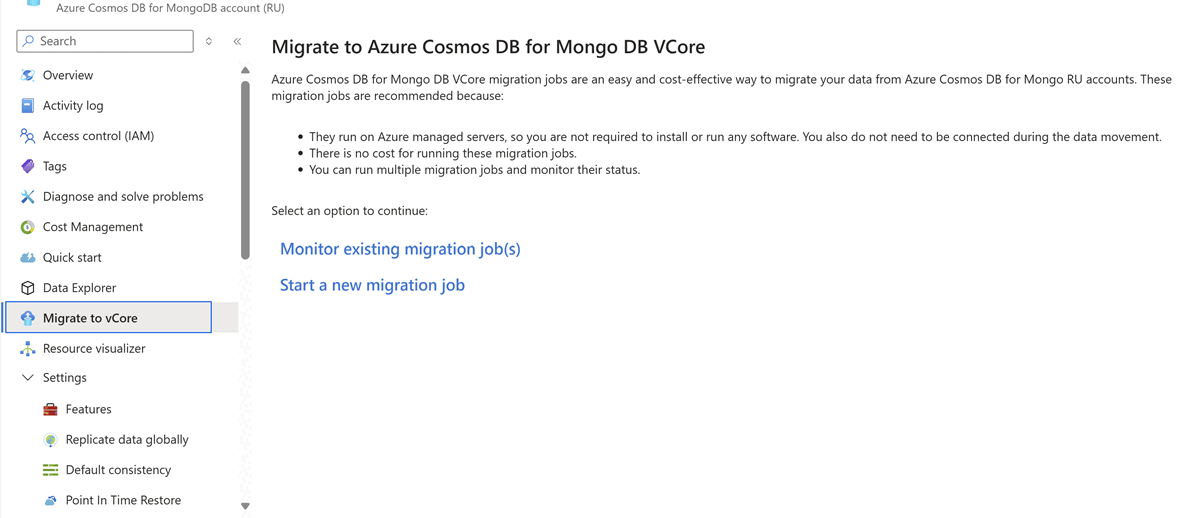 Azure Cosmos DB for MongoDB account (RU)
Search
Overview
Activity log
Access control (IAM)
Tags
Diagnose and solve problems
Cost Management
Quick start
Data Explorer
Migrate to vCore
Resource visualizer
Settings
Features
Replicate data globally
Default consistency
Point In Time Restore
Migrate to Azure Cosmos DB for Mongo DB VCore
Azure Cosmos DB for Mongo DB VCore migration jobs are an easy and cost-effective way to migrate your data from Azure Cosmos DB for Mongo RU accounts. These
migration jobs are recommended because:
• They run on Azure managed servers, so you are not required to install or run any software. You also do not need to be connected during the data movement.
• There is no cost for running these migration jobs.
• You can run multiple migration jobs and monitor their status.
Select an option to continue:
Monitor existing migration job(s)
Start a new migration job